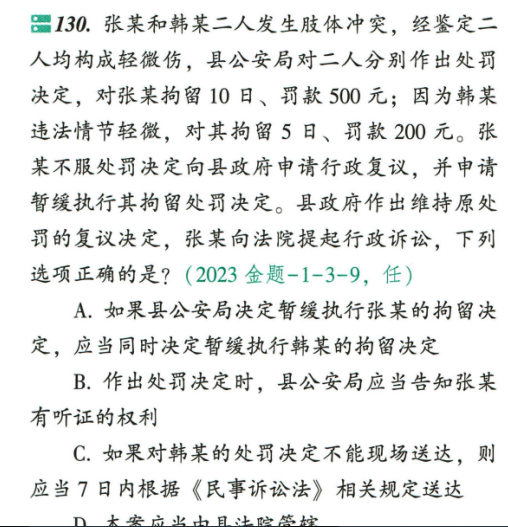 130. 张某和韩某二人发生肢体冲突，经鉴定二
人均构成轻微伤，县公安局对二人分别作出处罚
决定，对张某拘留 10 日、罚款 500 元；因为韩某
违法情节轻微，对其拘留 5 日、罚款 200 元。张
某不服处罚决定向县政府申请行政复议，并申请
暂缓执行其拘留处罚决定。县政府作出维持原处
罚的复议决定，张某向法院提起行政诉讼，下列
选项正确的是？（2023 金题-1-3-9，任）
A. 如果县公安局决定暂缓执行张某的拘留决
定，应当同时决定暂缓执行韩某的拘留决定
B. 作出处罚决定时，县公安局应当告知张某
有听证的权利
C. 如果对韩某的处罚决定不能现场送达，则
应当 7 日内根据《民事诉讼法》相关规定送达
D. 本案应当由县法院管辖